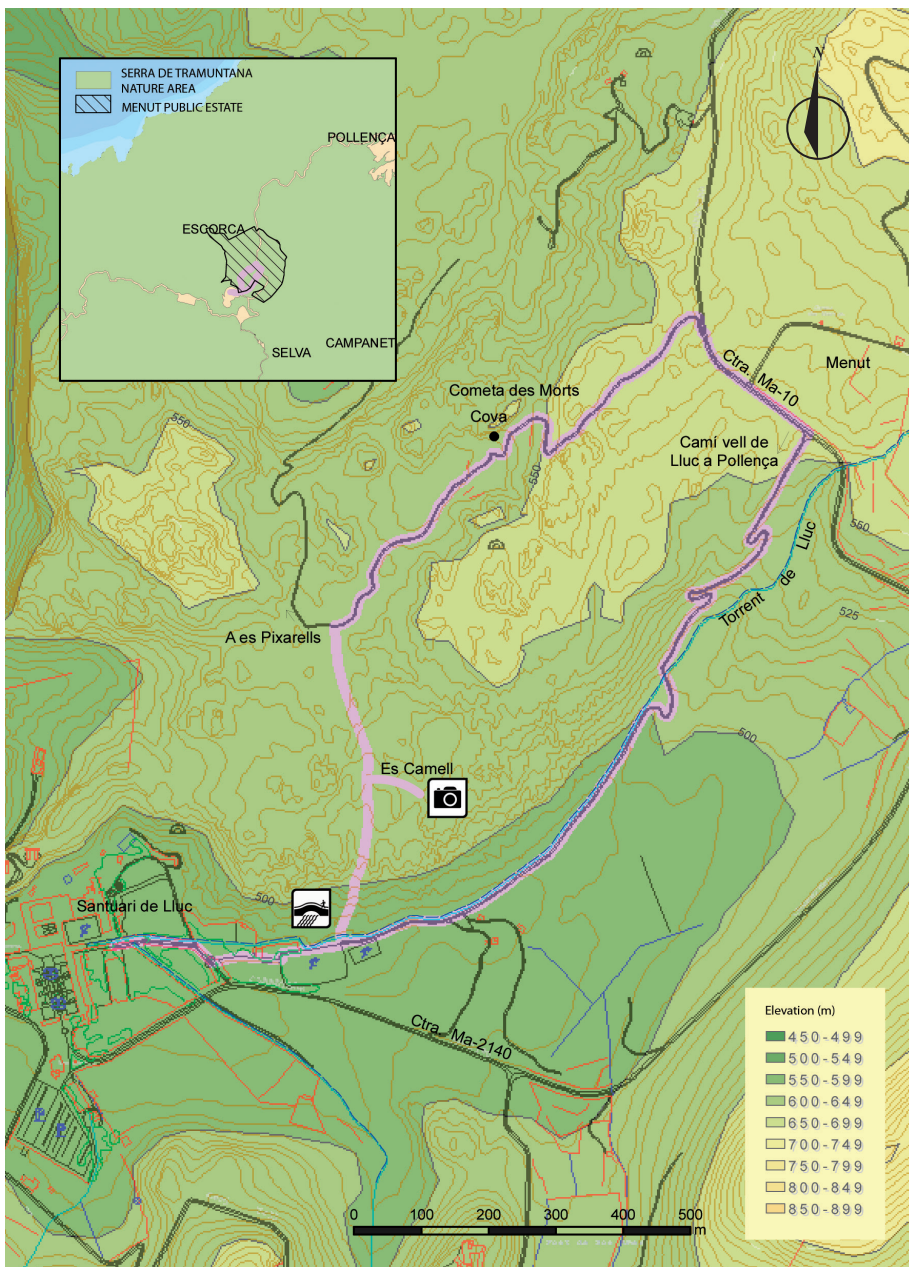 SERRA DE TRAMUNTANA
NATURE AREA
MENUT PUBLIC ESTATE
POLLENÇA
ESCORCA
CAMPANET
SELVA
N
Ctra. Ma-10
Menut
Cometa des Morts
Cova
Camí vell de
Lluc a Pollença
550
550
550
Torrent de Lluc
525
A es Pixarells
500
Es Camell
500
Santuari de Lluc
Ctra. Ma-2140
Elevation (m)
450-499
500-549
550-599
600-649
650-699
700-749
750-799
800-849
850-899
0 100 200 300 400 500
m